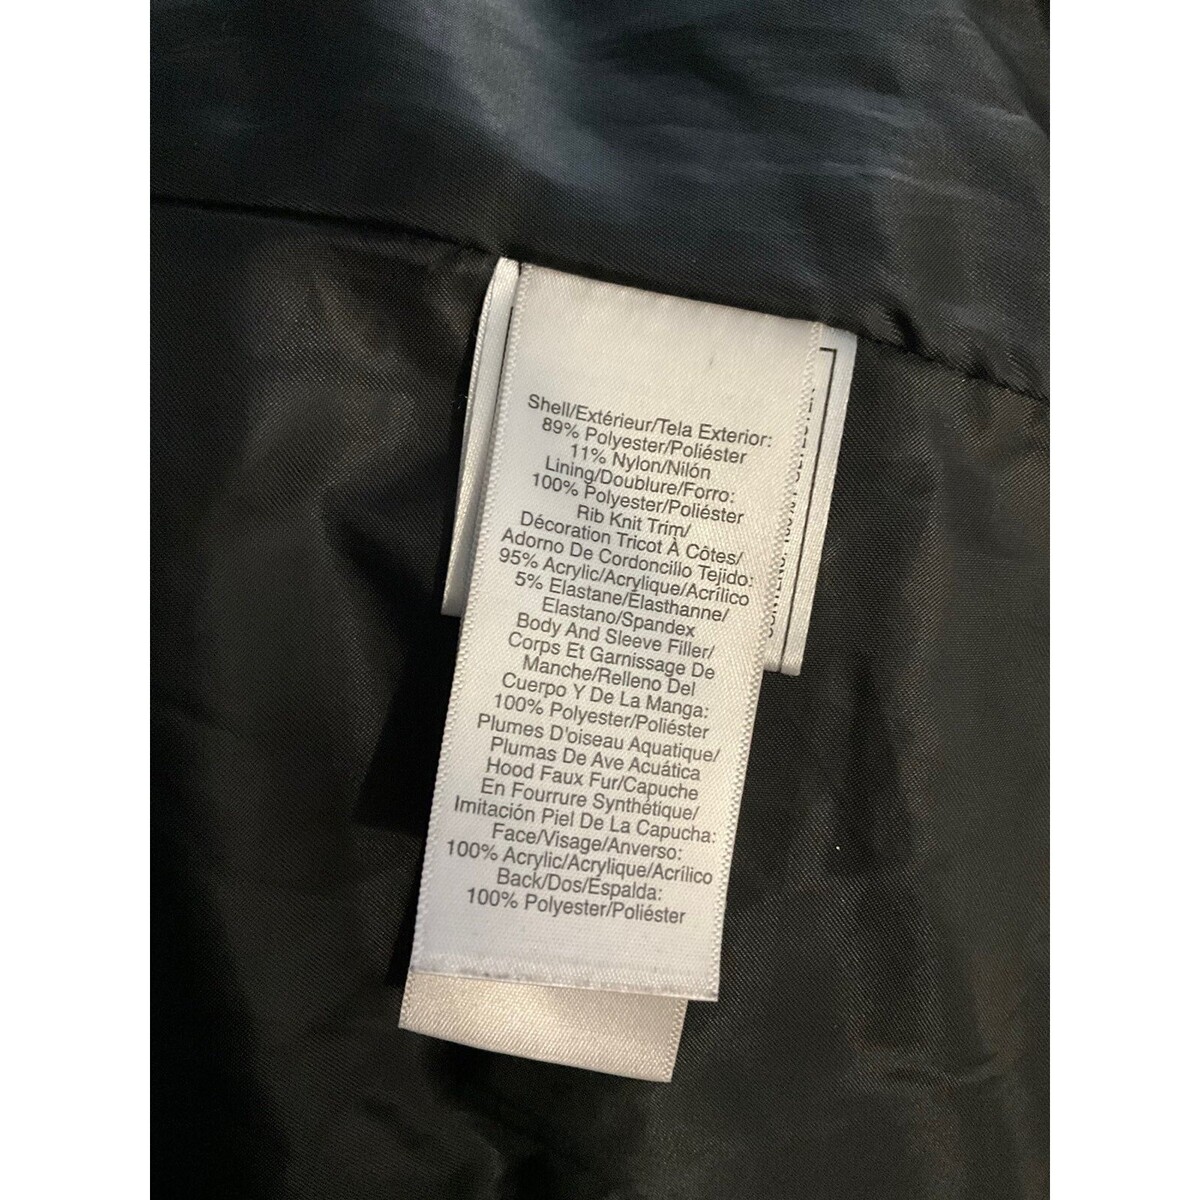 Shell/Extérieur/Tela Exterior:
89% Polyester/Poliéster
11% Nylon/Nilón
Lining/Doublure/Forro:
100% Polyester/Poliéster
Rib Knit Trim/
Décoration Tricot À Côtes/
Adorno De Cordoncillo Tejido:
95% Acrylic/Acrylique/Acrílico
5% Elastane/Élasthanne/
Elastano/Spandex
Body And Sleeve Filler/
Corps Et Garnissage De
Manche/Relleno Del
Cuerpo Y De La Manga:
100% Polyester/Poliéster
Plumes D'oiseau Aquatique/
Plumas De Ave Acuática
Hood Faux Fur/Capuche
En Fourrure Synthétique/
Imitación Piel De La Capucha:
Face/Visage/Anverso:
100% Acrylic/Acrylique/Acrílico
Back/Dos/Espalda:
100% Polyester/Poliéster